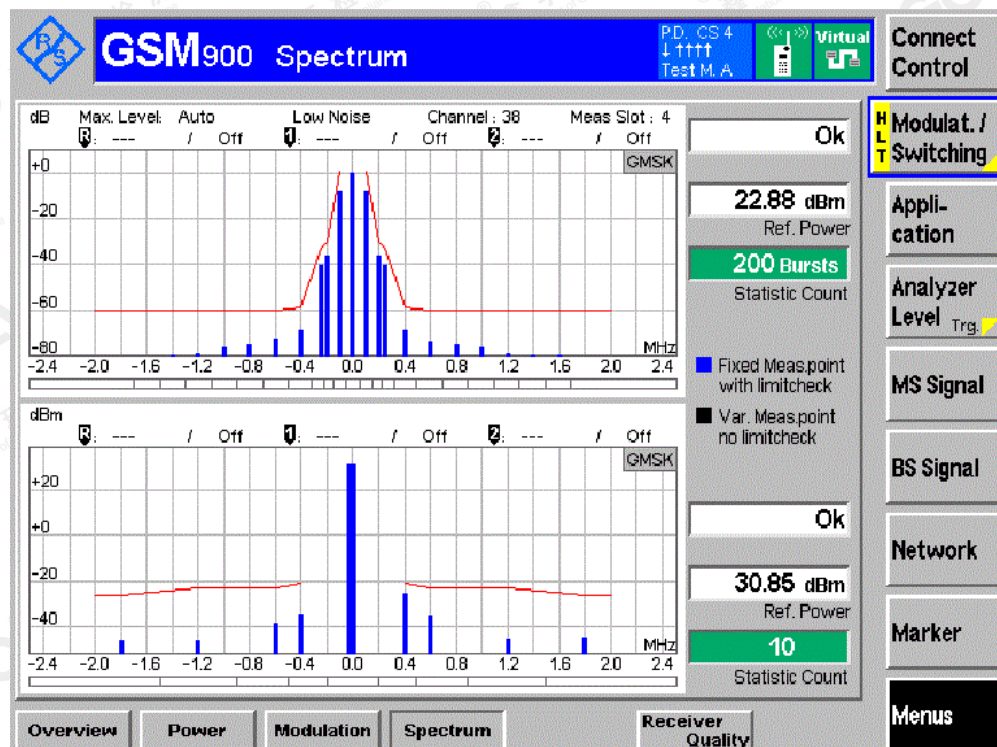 R&S
GSM900 Spectrum
P.D. CS 4
Test M. A.
Virtual
Connect Control
dB Max. Level: Auto Low Noise Channel : 38 Meas Slot : 4
R: --- / Off 1: --- / Off 2: --- / Off
GMSK
+0
-20
-40
-60
-80
MHz
-2.4 -2.0 -1.6 -1.2 -0.8 -0.4 0.0 0.4 0.8 1.2 1.6 2.0 2.4
Ok
22.88 dBm
Ref. Power
200 Bursts
Statistic Count
Fixed Meas.point
with limitcheck
Var. Meas.point
no limitcheck
dBm
R: --- / Off 1: --- / Off 2: --- / Off
GMSK
+20
+0
-20
-40
MHz
-2.4 -2.0 -1.6 -1.2 -0.8 -0.4 0.0 0.4 0.8 1.2 1.6 2.0 2.4
Ok
30.85 dBm
Ref. Power
10
Statistic Count
HLT
Modulat. /
Switching
Appli-
cation
Analyzer
Level Trg.
MS Signal
BS Signal
Network
Marker
Menus
Overview
Power
Modulation
Spectrum
Receiver
Quality